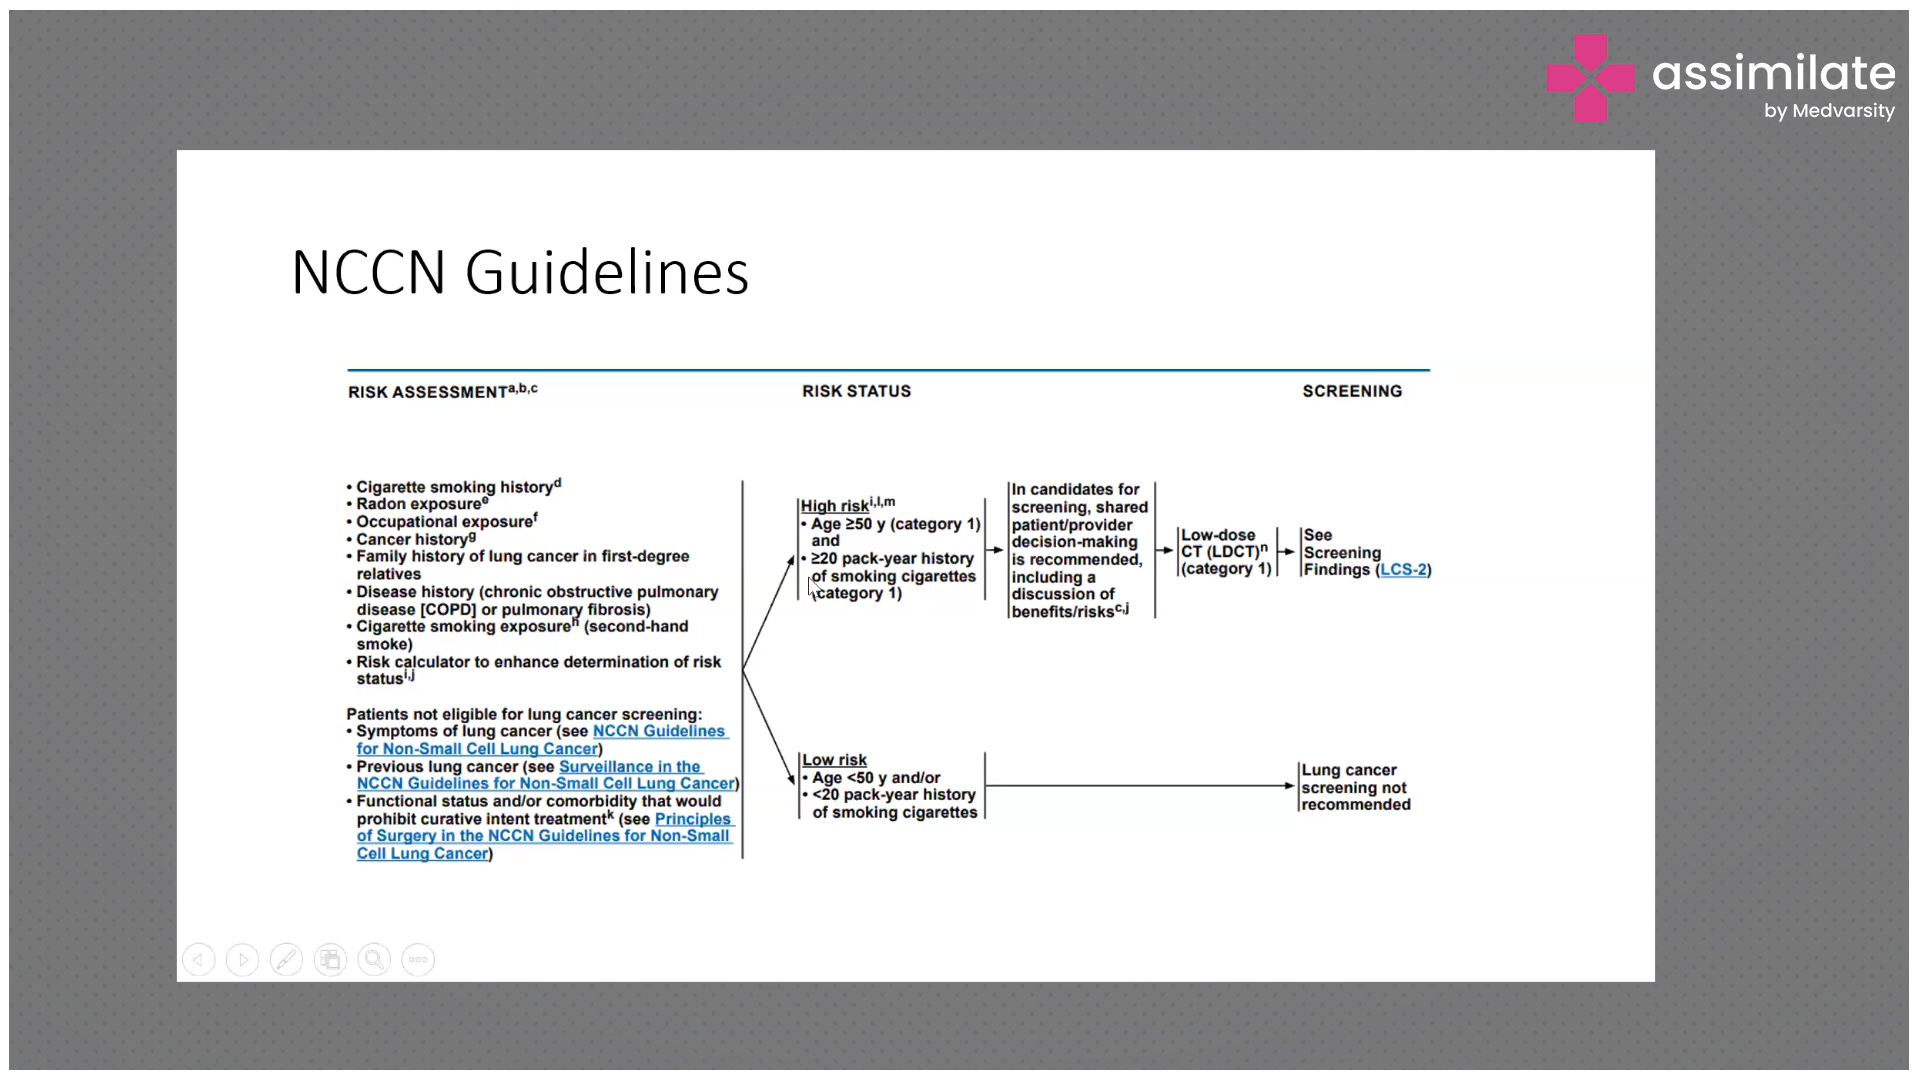 assimilate
by Medvarsity
NCCN Guidelines
RISK ASSESSMENTa,b,c
RISK STATUS
SCREENING
• Cigarette smoking historyd
• Radon exposuree
• Occupational exposuref
• Cancer historyg
• Family history of lung cancer in first-degree
relatives
• Disease history (chronic obstructive pulmonary
disease [COPD] or pulmonary fibrosis)
• Cigarette smoking exposureh (second-hand
smoke)
• Risk calculator to enhance determination of risk
statusi,j
Patients not eligible for lung cancer screening:
• Symptoms of lung cancer (see NCCN Guidelines
for Non-Small Cell Lung Cancer)
• Previous lung cancer (see Surveillance in the
NCCN Guidelines for Non-Small Cell Lung Cancer)
• Functional status and/or comorbidity that would
prohibit curative intent treatmentk (see Principles
of Surgery in the NCCN Guidelines for Non-Small
Cell Lung Cancer)
High riski,l,m
• Age ≥50 y (category 1)
and
• ≥20 pack-year history
of smoking cigarettes
(category 1)
In candidates for
screening, shared
patient/provider
decision-making
is recommended,
including a
discussion of
benefits/risksc,j
Low-dose
CT (LDCT)n
(category 1)
See
Screening
Findings (LCS-2)
Low risk
• Age <50 y and/or
• <20 pack-year history
of smoking cigarettes
Lung cancer
screening not
recommended